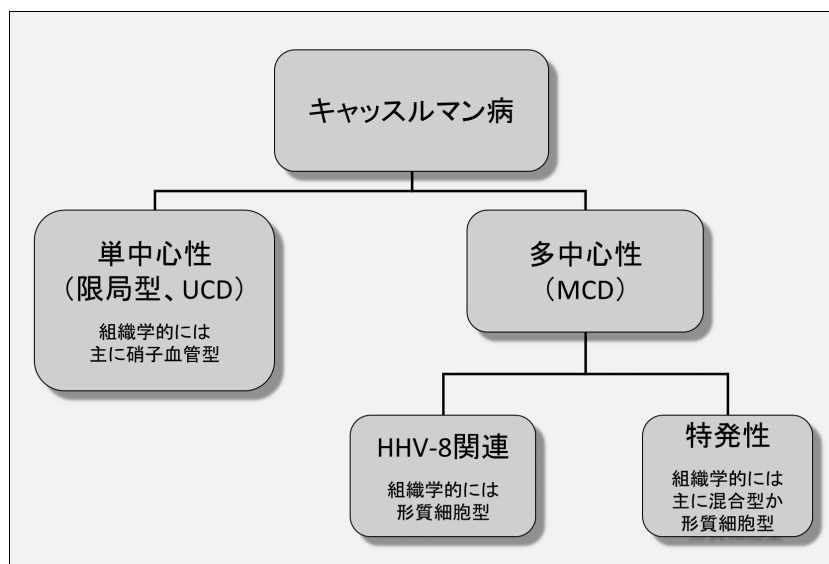 キャッスルマン病
単中心性
（限局型、UCD）
組織学的には
主に硝子血管型
多中心性
（MCD）
HHV-8関連
組織学的には
形質細胞型
特発性
組織学的には
主に混合型か
形質細胞型